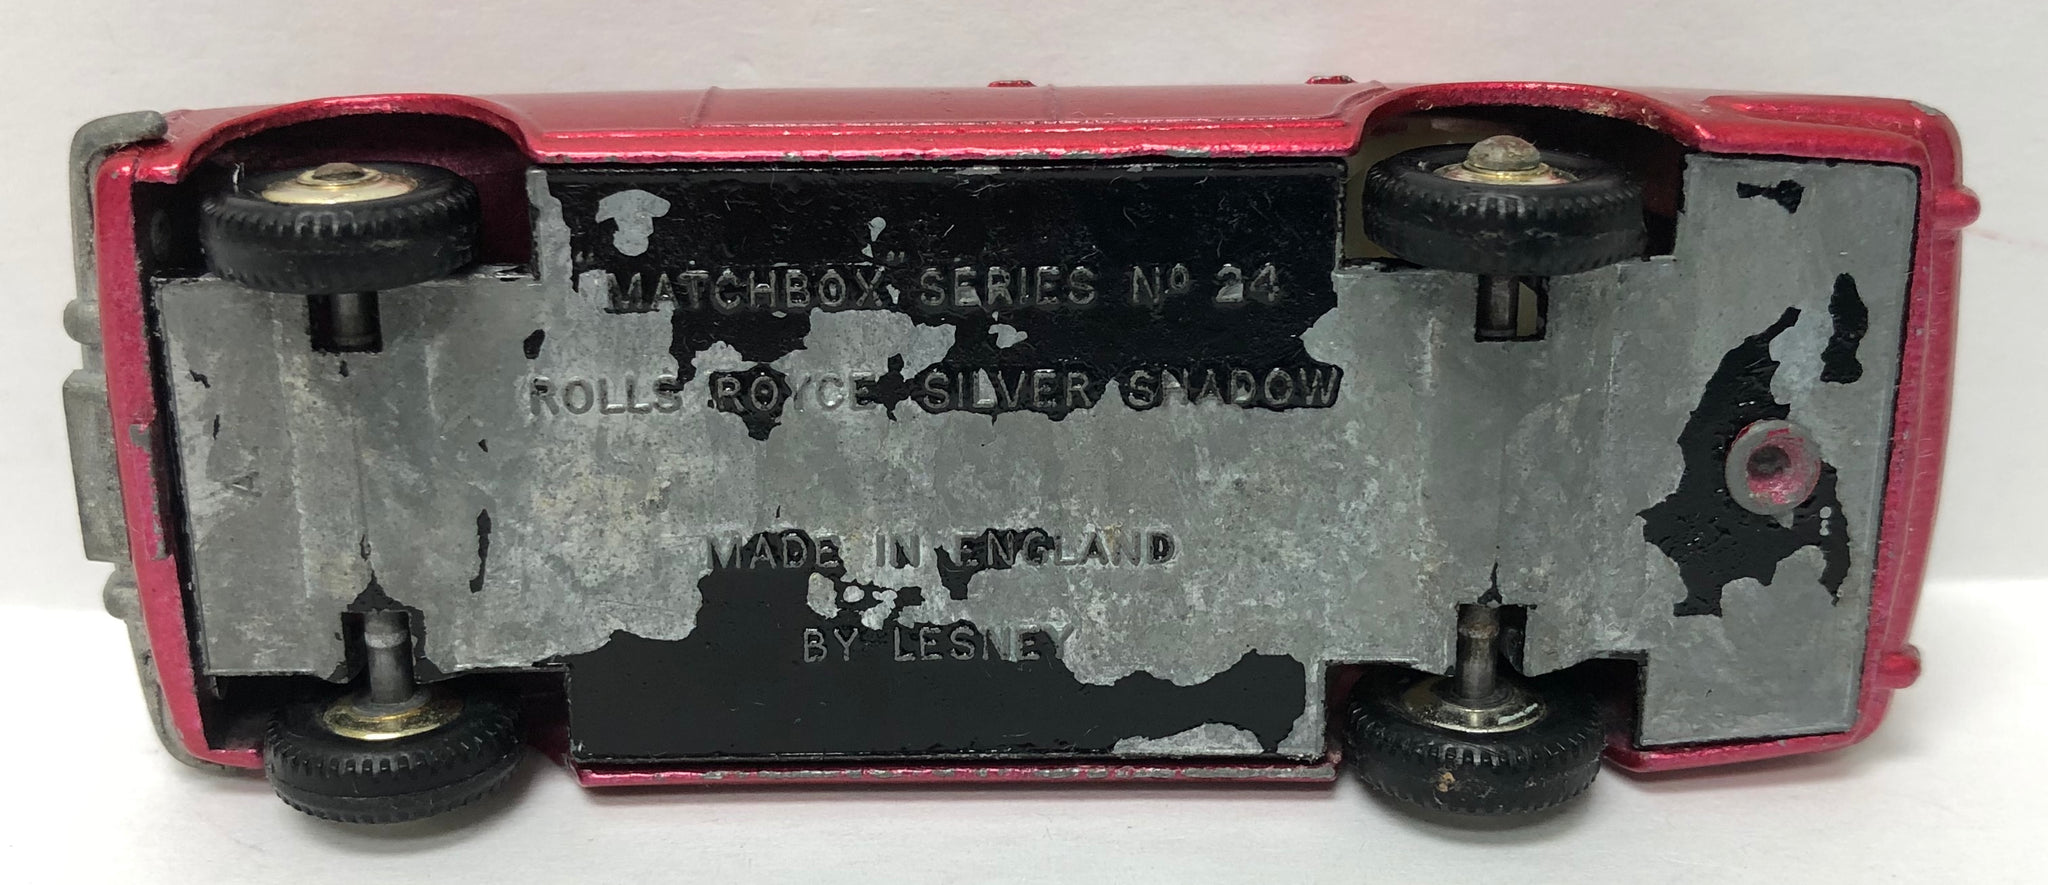 "MATCHBOX" SERIES Nº 24
ROLLS ROYCE SILVER SHADOW
MADE IN ENGLAND
BY LESNEY
A